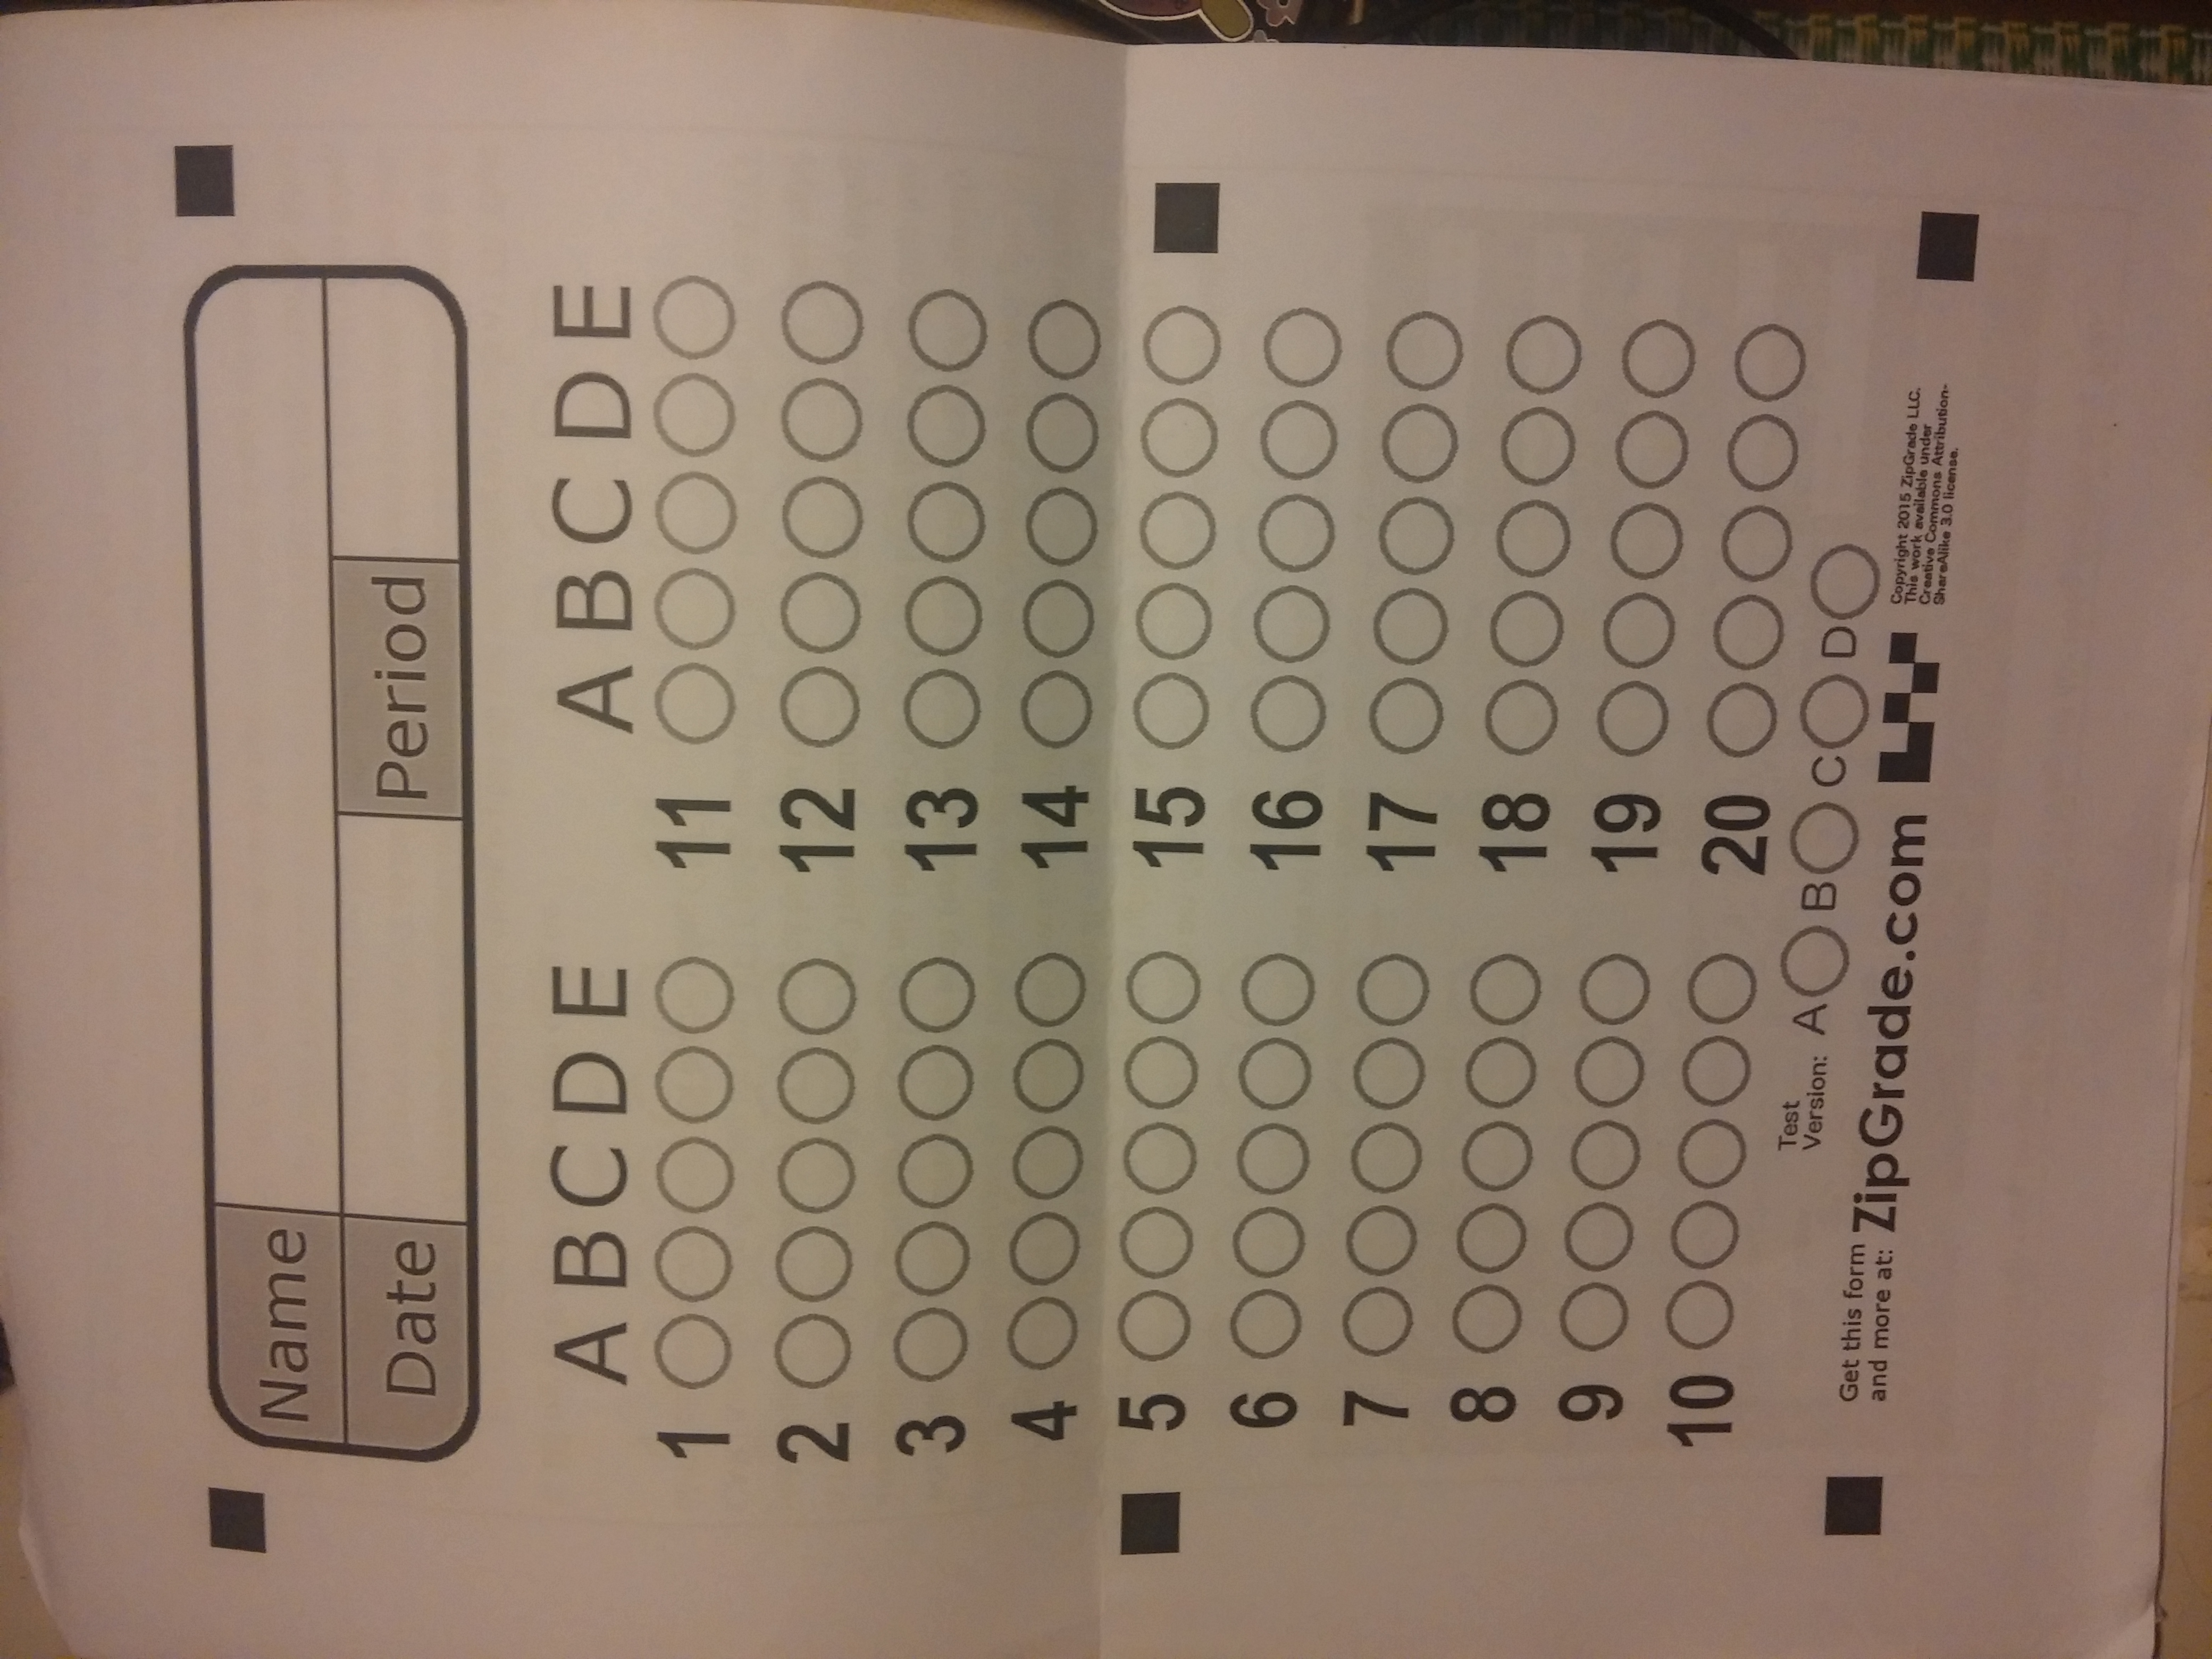 Name
Date Period
A B C D E A B C D E
1 11
2 12
3 13
4 14
5 15
6 16
7 17
8 18
9 19
10 20
Test
Version: A B C D
Get this form
and more at: ZipGrade.com
Copyright 2015 ZipGrade LLC.
This work available under
Creative Commons Attribution-
ShareAlike 3.0 license.